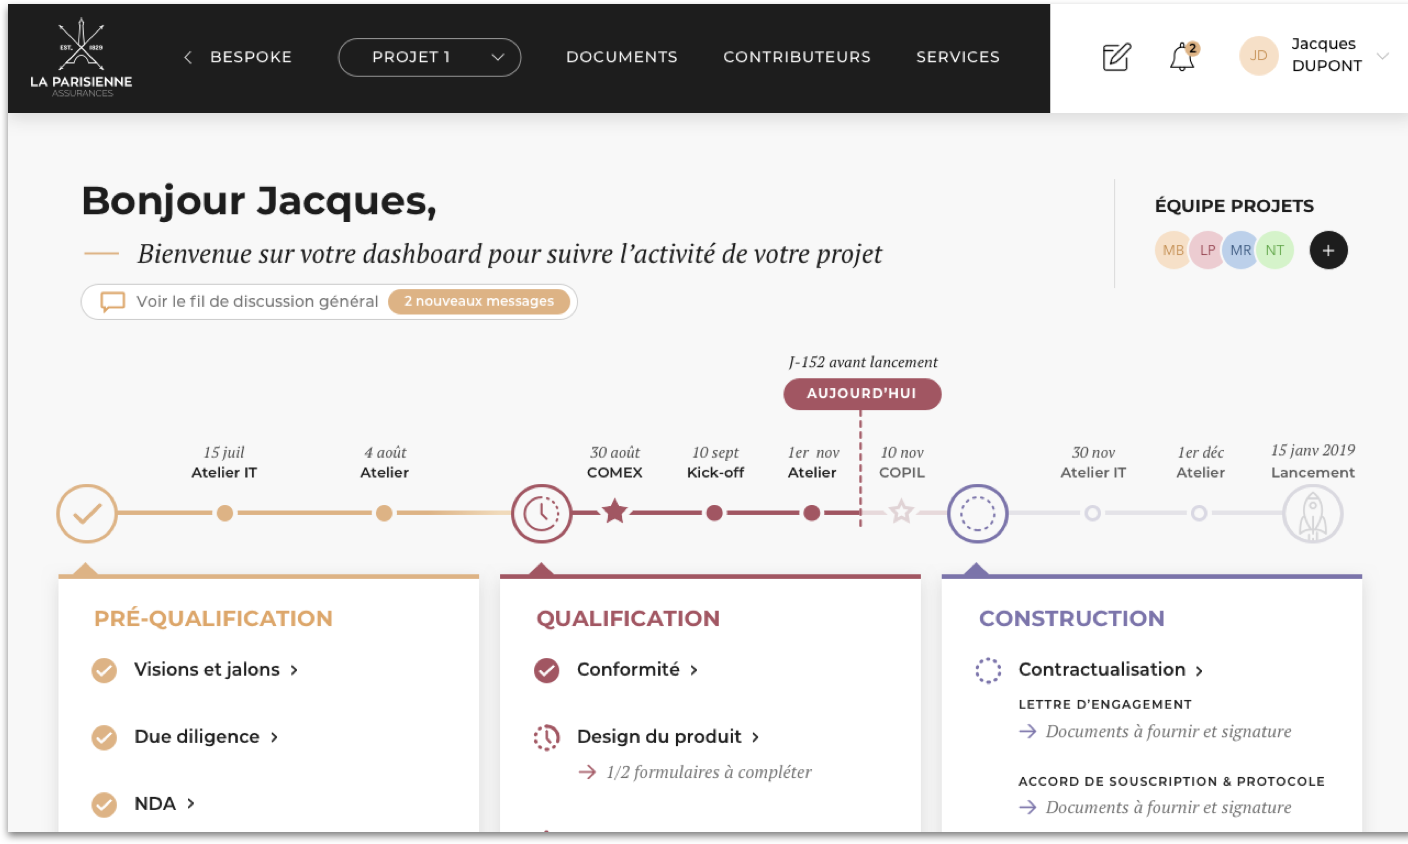 EST. 1829
LA PARISIENNE
ASSURANCES
BESPOKE
PROJET 1
DOCUMENTS
CONTRIBUTEURS
SERVICES
2
JD
Jacques
DUPONT
Bonjour Jacques,
Bienvenue sur votre dashboard pour suivre l’activité de votre projet
Voir le fil de discussion général
2 nouveaux messages
ÉQUIPE PROJETS
MB LP MR NT +
J-152 avant lancement
AUJOURD’HUI
15 juil
Atelier IT
4 août
Atelier
30 août
COMEX
10 sept
Kick-off
1er nov
Atelier
10 nov
COPIL
30 nov
Atelier IT
1er déc
Atelier
15 janv 2019
Lancement
PRÉ-QUALIFICATION
Visions et jalons
Due diligence
NDA
QUALIFICATION
Conformité
Design du produit
1/2 formulaires à compléter
CONSTRUCTION
Contractualisation
LETTRE D’ENGAGEMENT
Documents à fournir et signature
ACCORD DE SOUSCRIPTION & PROTOCOLE
Documents à fournir et signature